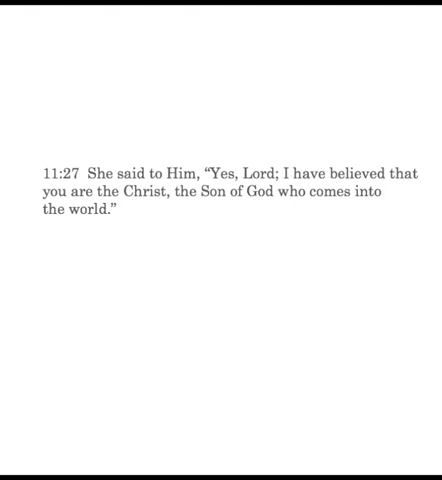 11:27 She said to Him, “Yes, Lord; I have believed that
you are the Christ, the Son of God who comes into
the world.”